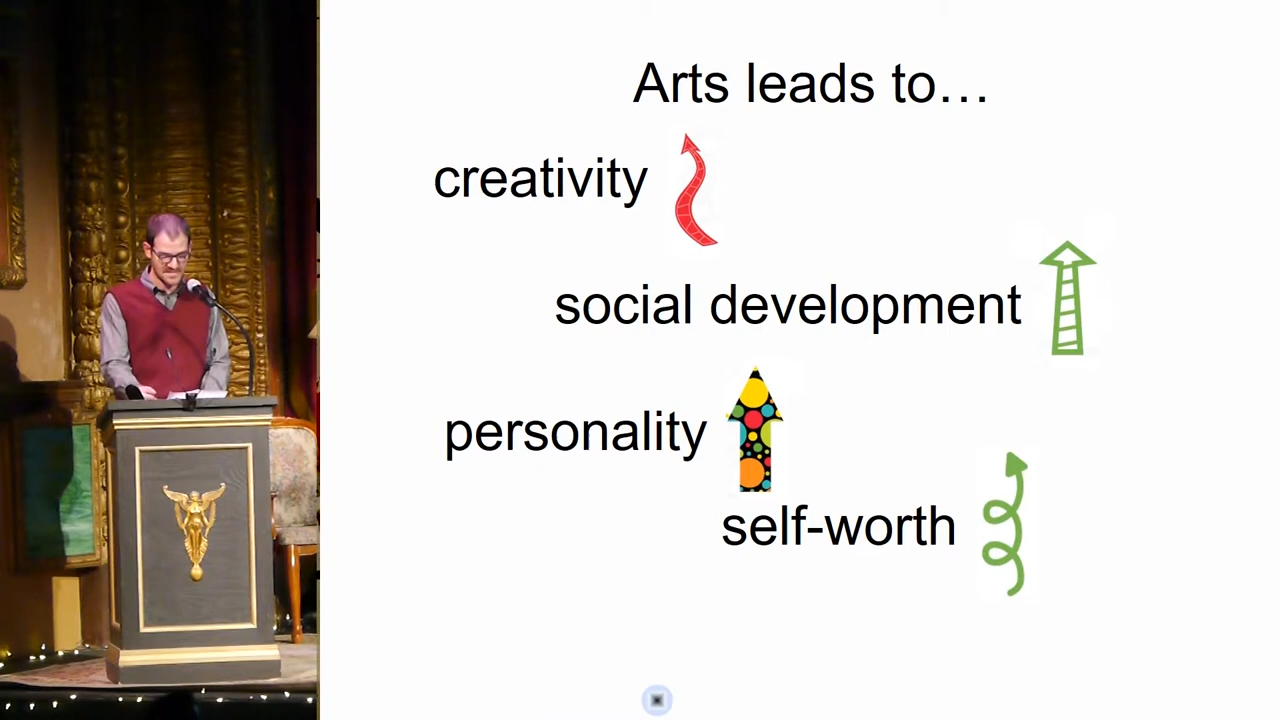 Arts leads to…
creativity
social development
personality
self-worth